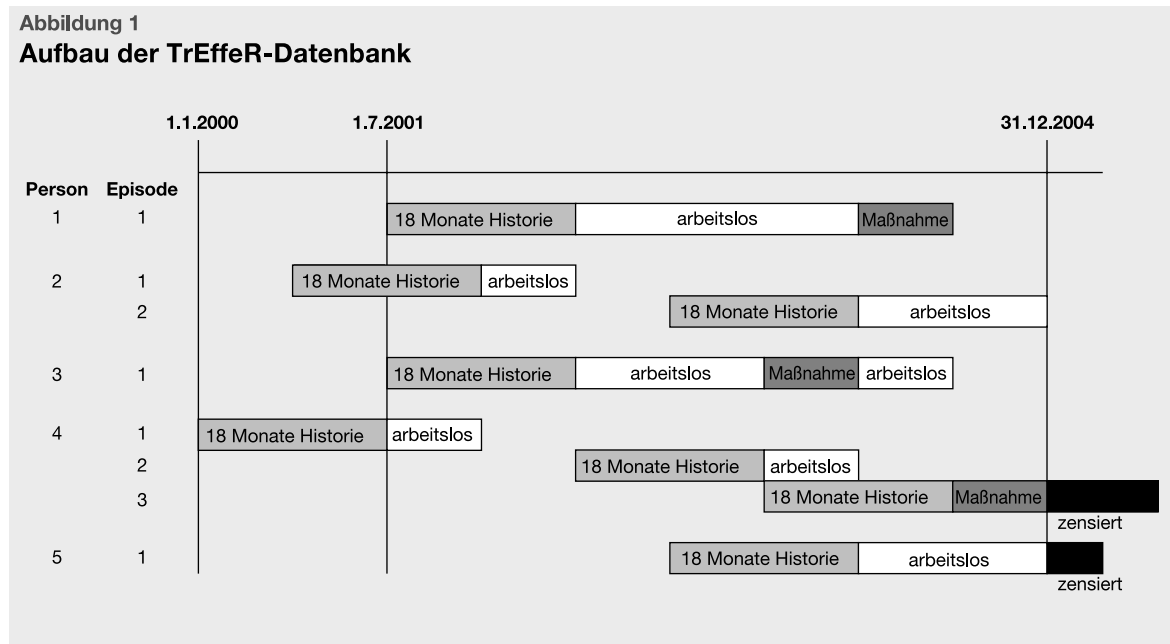 Abbildung 1
Aufbau der TrEffeR-Datenbank
1.1.2000 1.7.2001 31.12.2004
Person Episode
1 1 18 Monate Historie arbeitslos Maßnahme
2 1 18 Monate Historie arbeitslos
2 18 Monate Historie arbeitslos
3 1 18 Monate Historie arbeitslos Maßnahme arbeitslos
4 1 18 Monate Historie arbeitslos
2 18 Monate Historie arbeitslos
3 18 Monate Historie Maßnahme
zensiert
5 1 18 Monate Historie arbeitslos
zensiert